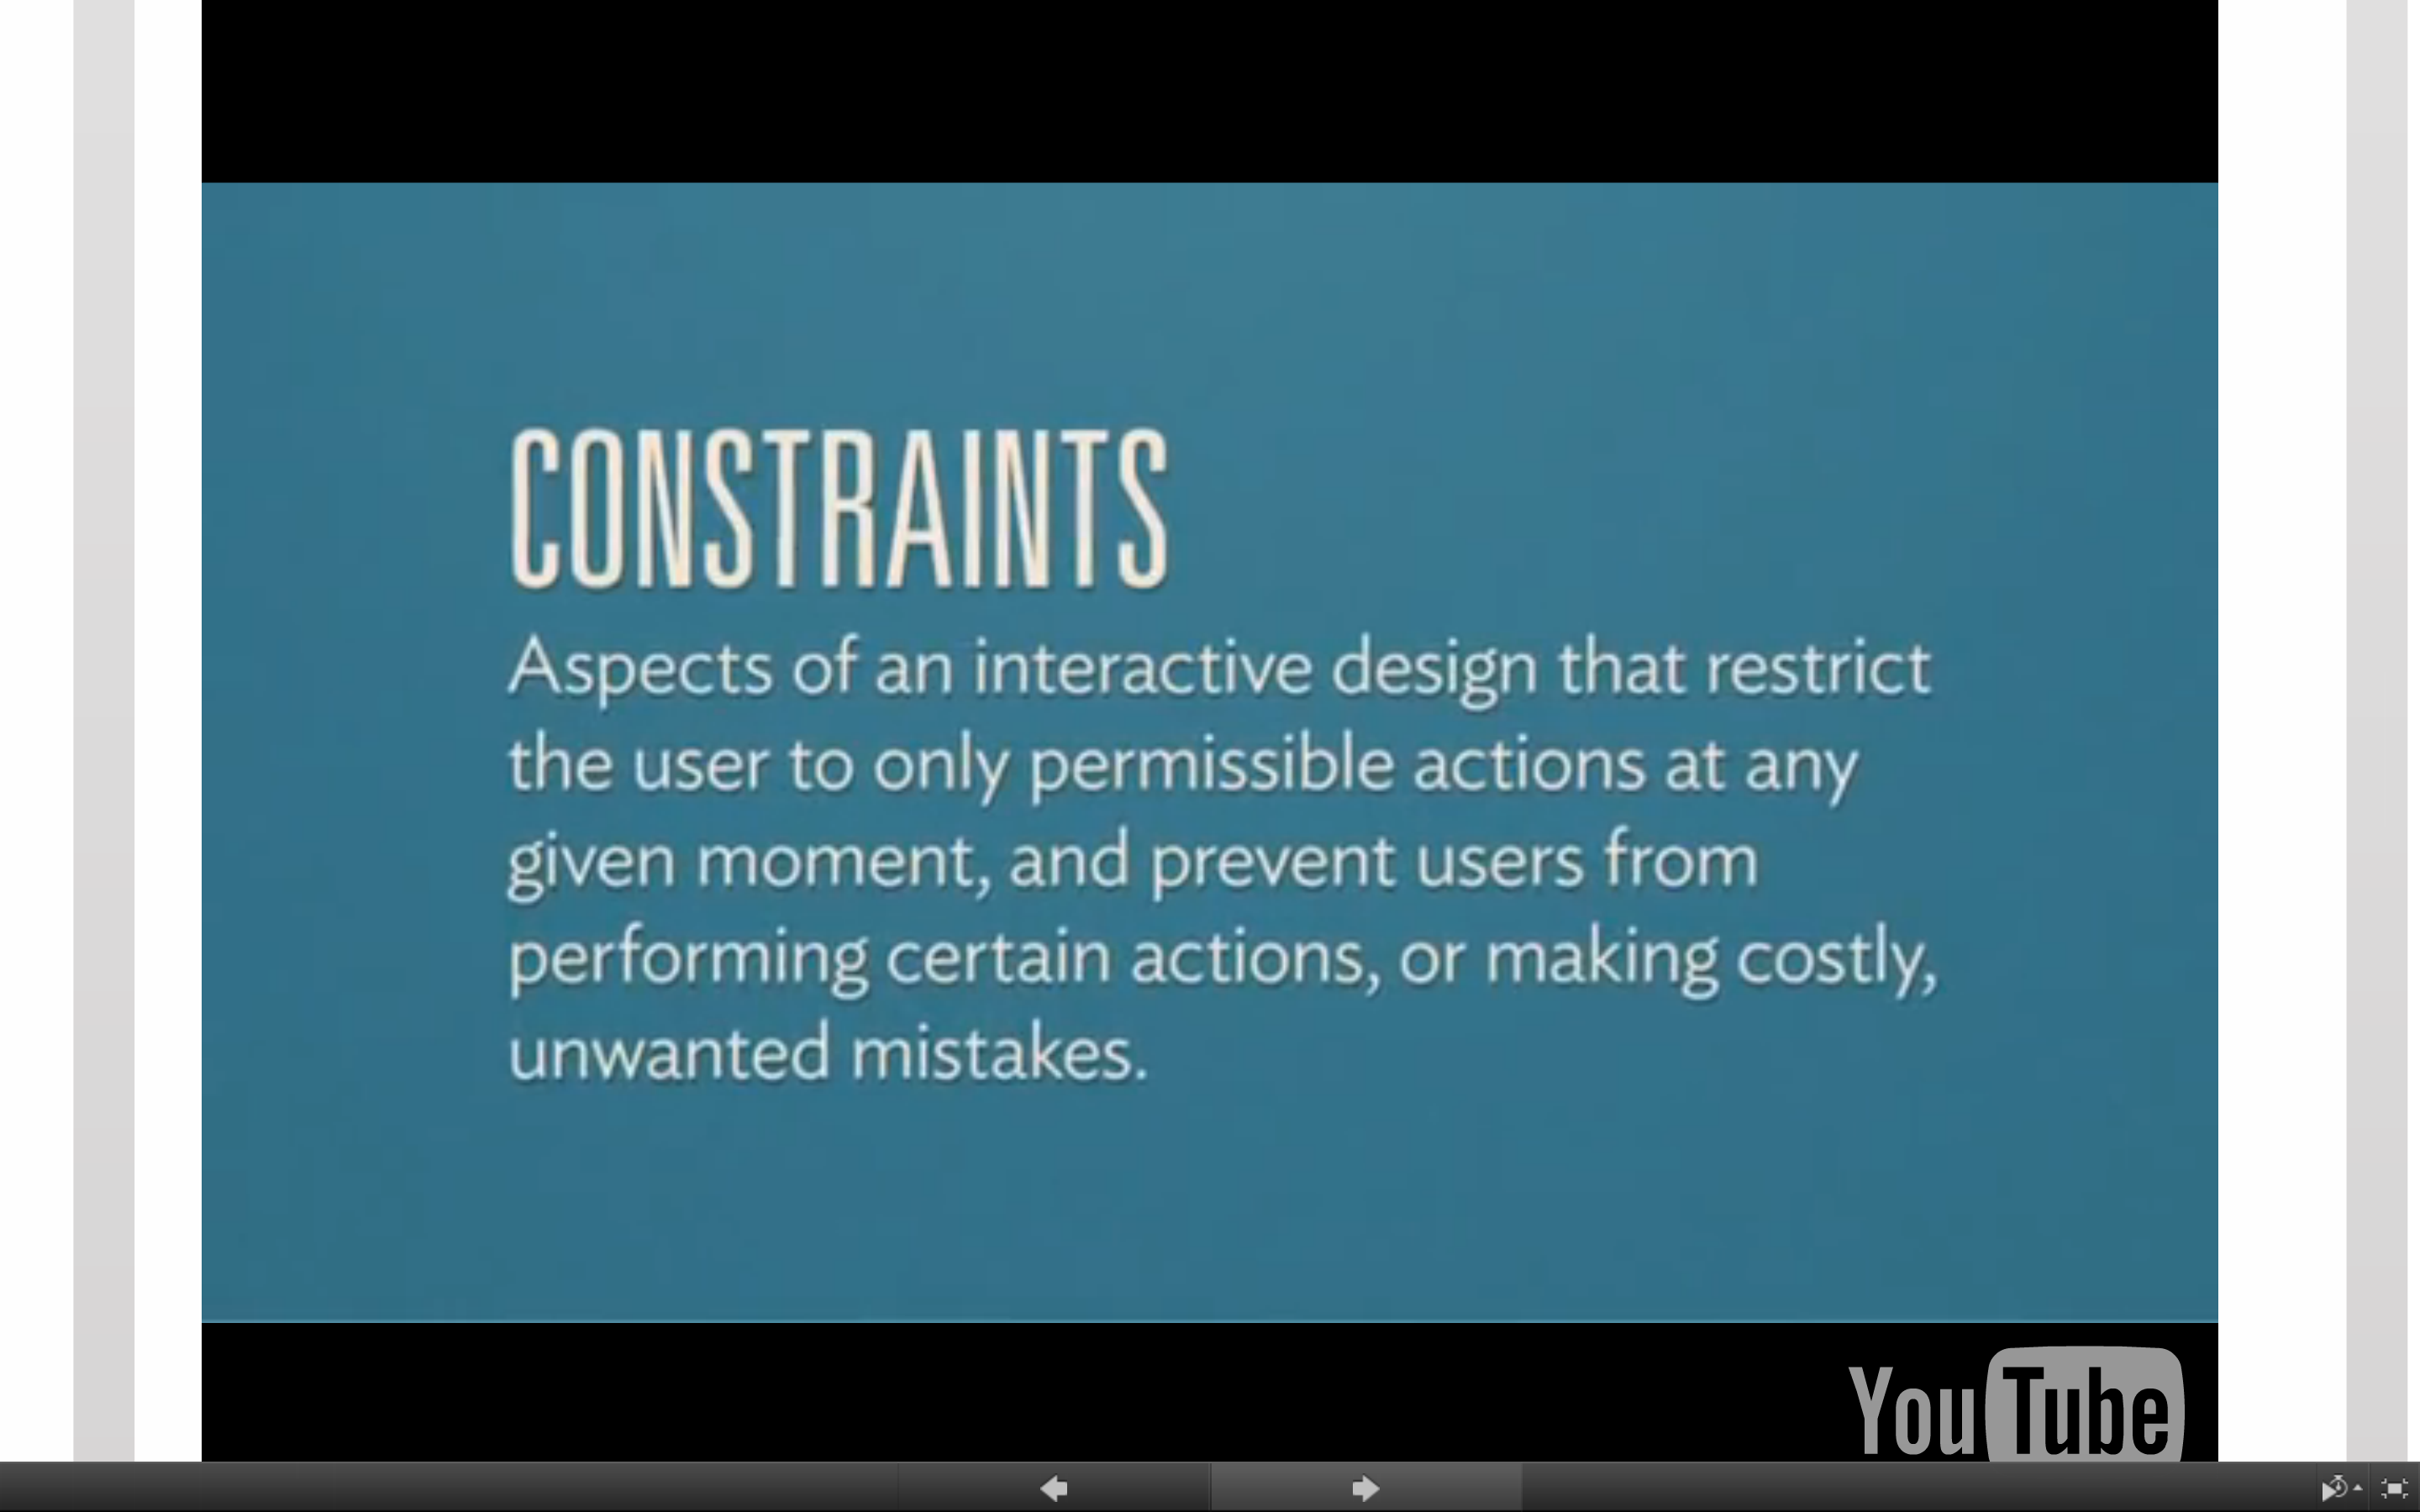 CONSTRAINTS
Aspects of an interactive design that restrict
the user to only permissible actions at any
given moment, and prevent users from
performing certain actions, or making costly,
unwanted mistakes.
YouTube